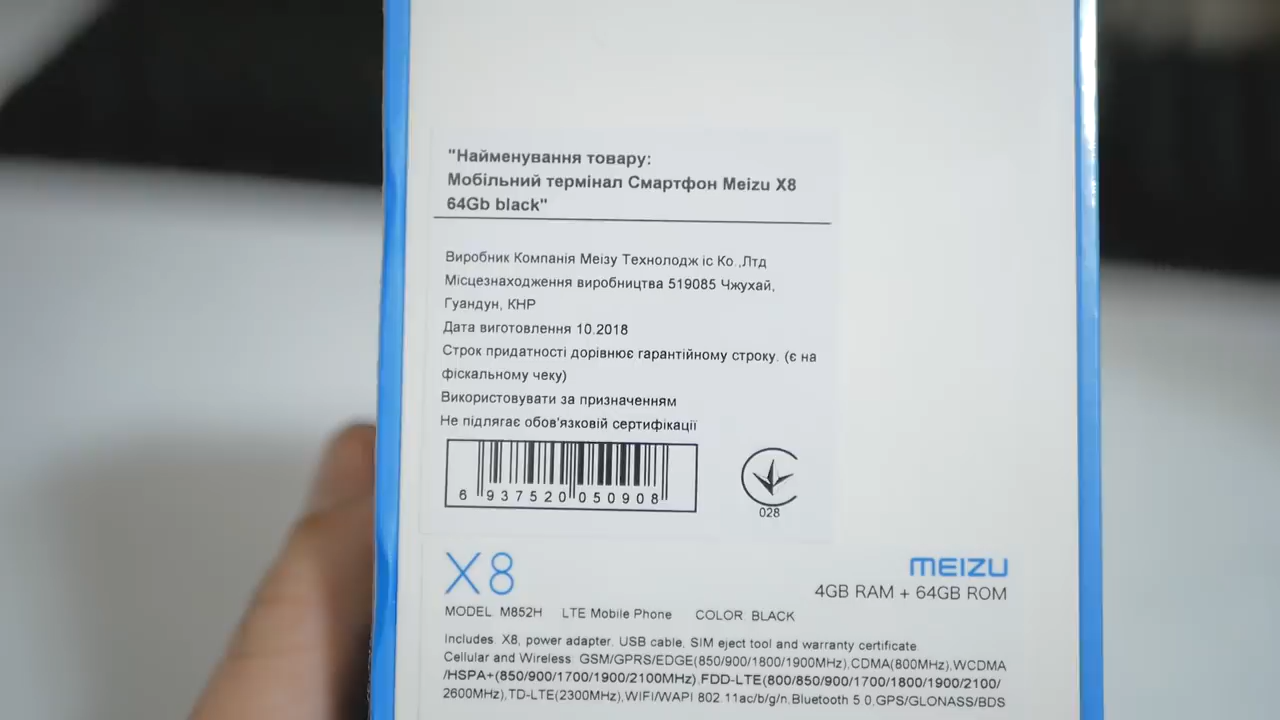 "Найменування товару:
Мобільний термінал Смартфон Meizu X8
64Gb black"
Виробник Компанія Меізу Технолодж іс Ко.,Лтд
Місцезнаходження виробництва 519085 Чжухай,
Гуандун, КНР
Дата виготовлення 10.2018
Строк придатності дорівнює гарантійному строку. (є на
фіскальному чеку)
Використовувати за призначенням
Не підлягає обов'язковій сертифікації
6 937520 050908
028
X8
MEIZU
4GB RAM + 64GB ROM
MODEL M852H LTE Mobile Phone COLOR BLACK
Includes X8, power adapter, USB cable, SIM eject tool and warranty certificate.
Cellular and Wireless GSM/GPRS/EDGE(850/900/1800/1900MHz),CDMA(800MHz),WCDMA
/HSPA+(850/900/1700/1900/2100MHz),FDD-LTE(800/850/900/1700/1800/1900/2100/
2600MHz),TD-LTE(2300MHz),WIFI/WAPI 802.11ac/b/g/n,Bluetooth 5.0,GPS/GLONASS/BDS